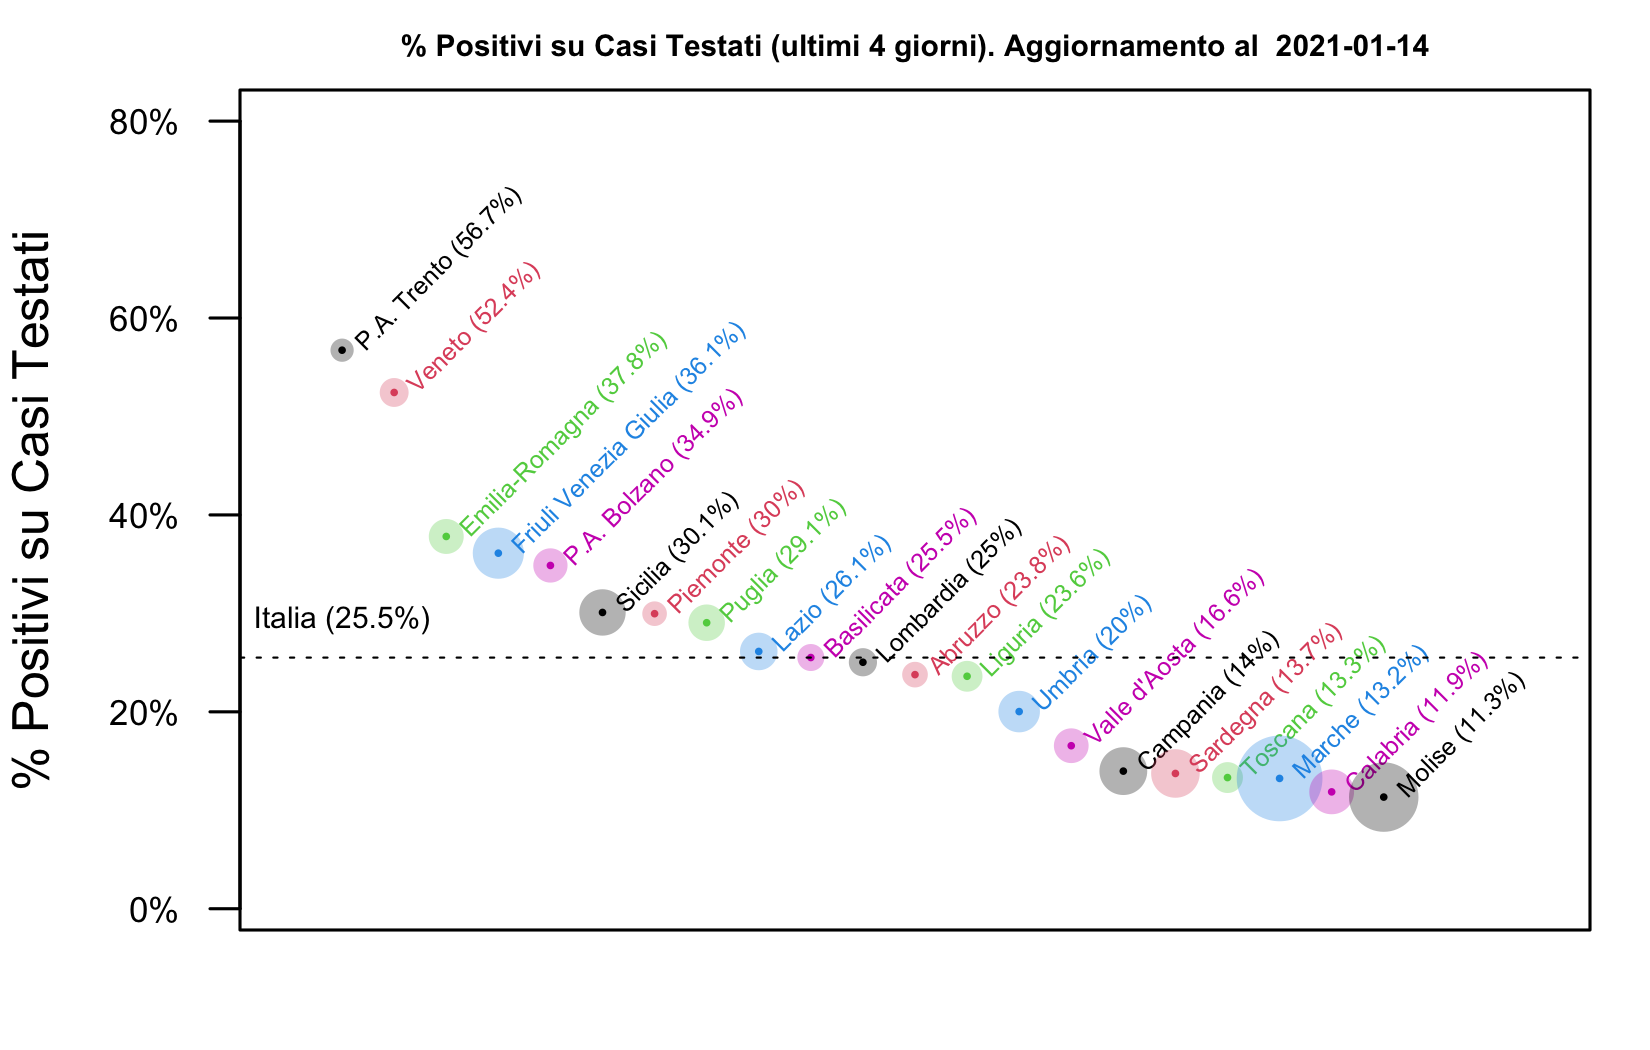 % Positivi su Casi Testati (ultimi 4 giorni). Aggiornamento al  2021-01-14
% Positivi su Casi Testati
80%
60%
40%
20%
0%
Italia (25.5%)
P.A. Trento (56.7%)
Veneto (52.4%)
Emilia-Romagna (37.8%)
Friuli Venezia Giulia (36.1%)
P.A. Bolzano (34.9%)
Sicilia (30.1%)
Piemonte (30%)
Puglia (29.1%)
Lazio (26.1%)
Basilicata (25.5%)
Lombardia (25%)
Abruzzo (23.8%)
Liguria (23.6%)
Umbria (20%)
Valle d'Aosta (16.6%)
Campania (14%)
Sardegna (13.7%)
Toscana (13.3%)
Marche (13.2%)
Calabria (11.9%)
Molise (11.3%)